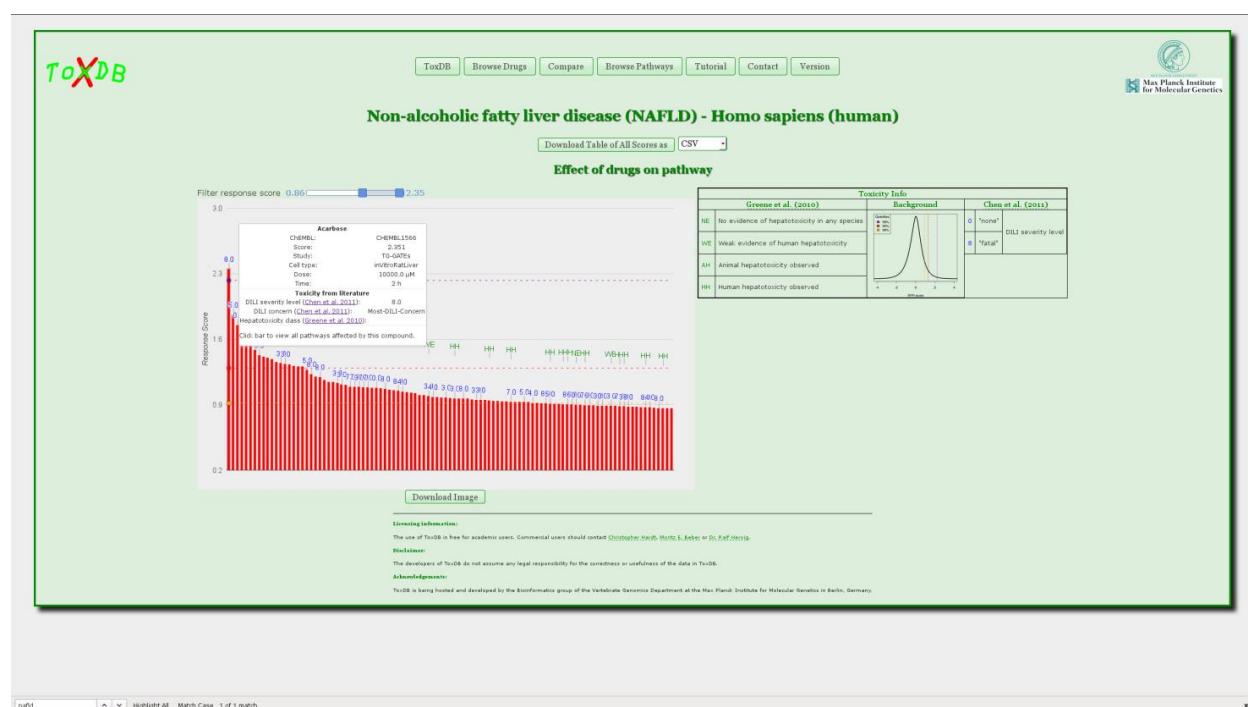 ToXDB
ToxDB Browse Drugs Compare Browse Pathways Tutorial Contact Version
Max Planck Institute
for Molecular Genetics
Non-alcoholic fatty liver disease (NAFLD) - Homo sapiens (human)
Download Table of All Scores as CSV
Effect of drugs on pathway
Filter response score 0.86 2.35
3.0
2.3
1.6
0.9
0.2
Response Score
8.0
Acarbose
ChEMBL: CHEMBL1566
Score: 2.351
Study: TG-GATEs
Cell type: inVitroRatLiver
Dose: 10000.0 µM
Time: 2 h
Toxicity from literature
DILI severity level (Chen et al. 2011): 8.0
DILI concern (Chen et al. 2011): Most-DILI-Concern
Hepatotoxicity class (Greene et al. 2010):
Click bar to view all pathways affected by this compound.
HH HH HH HH HH
Toxicity Info
Greene et al. (2010) Background Chen et al. (2011)
NE No evidence of hepatotoxicity in any species
WE Weak evidence of human hepatotoxicity
AH Animal hepatotoxicity observed
HH Human hepatotoxicity observed
0 "none"
8 "fatal"
DILI severity level
Download Image
Licensing information:
The use of ToxDB is free for academic users. Commercial users should contact Christopher Hardt, Moritz E. Beber or Dr. Ralf Herwig.
Disclaimer:
The developers of ToxDB do not assume any legal responsibility for the correctness or usefulness of the data in ToxDB.
Acknowledgements:
ToxDB is being hosted and developed by the Bioinformatics group of the Vertebrate Genomics Department at the Max Planck Institute for Molecular Genetics in Berlin, Germany.
nafld Highlight All Match Case 1 of 1 match